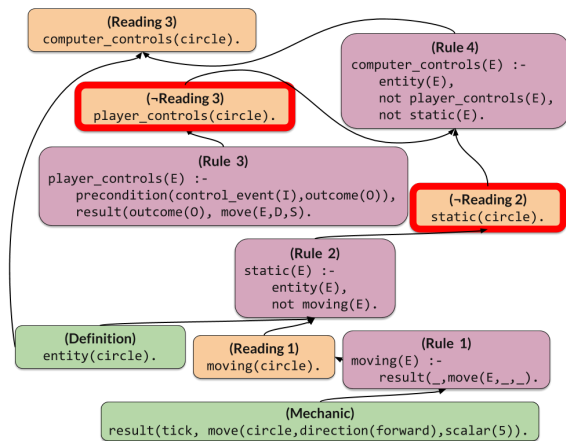 (Reading 3)
computer_controls(circle).
(Rule 4)
computer_controls(E) :-
entity(E),
not player_controls(E),
not static(E).
(¬Reading 3)
player_controls(circle).
(Rule 3)
player_controls(E) :-
precondition(control_event(I),outcome(O)),
result(outcome(O), move(E,D,S).
(¬Reading 2)
static(circle).
(Rule 2)
static(E) :-
entity(E),
not moving(E).
(Definition)
entity(circle).
(Reading 1)
moving(circle).
(Rule 1)
moving(E) :-
result(_,move(E,_,_).
(Mechanic)
result(tick, move(circle,direction(forward),scalar(5)).